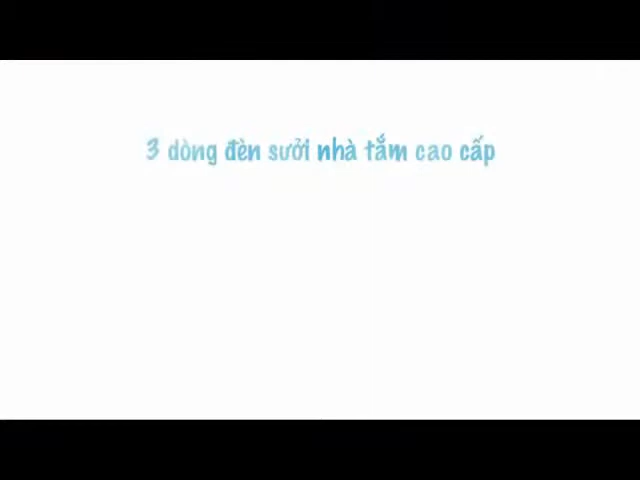 3 dòng đèn sưởi nhà tắm cao cấp